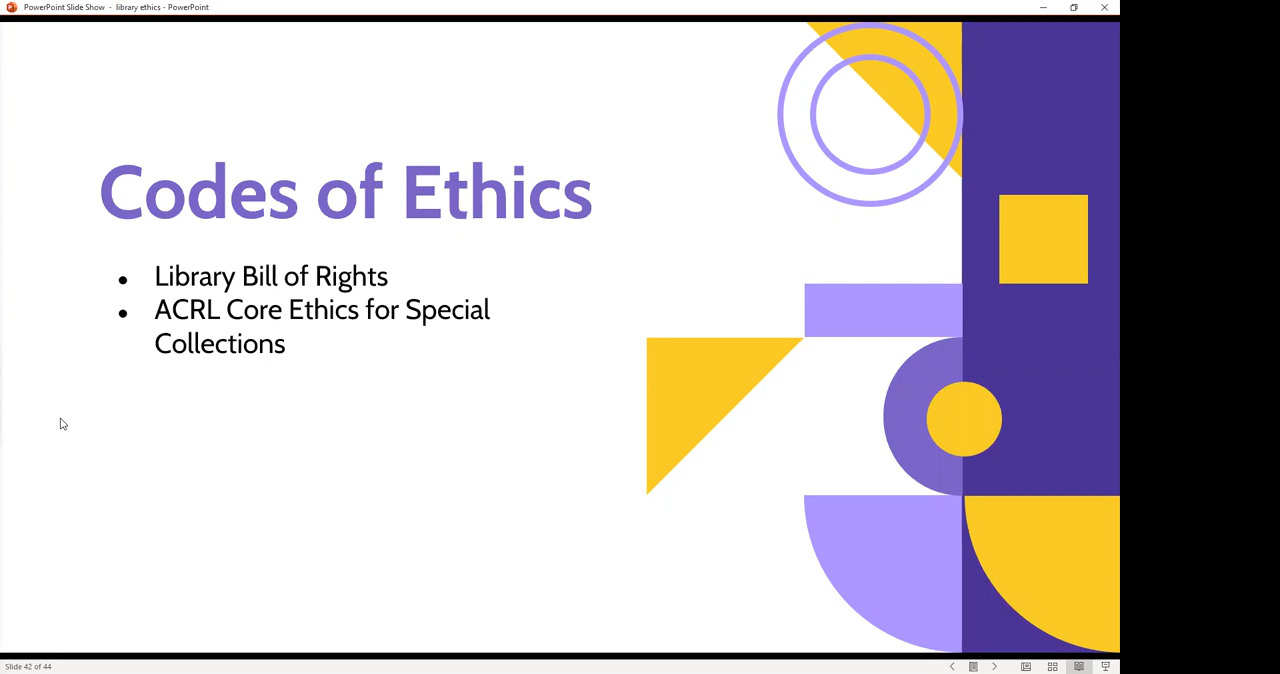 PowerPoint Slide Show - library ethics - PowerPoint
Codes of Ethics
• Library Bill of Rights
• ACRL Core Ethics for Special
Collections
Slide 42 of 44